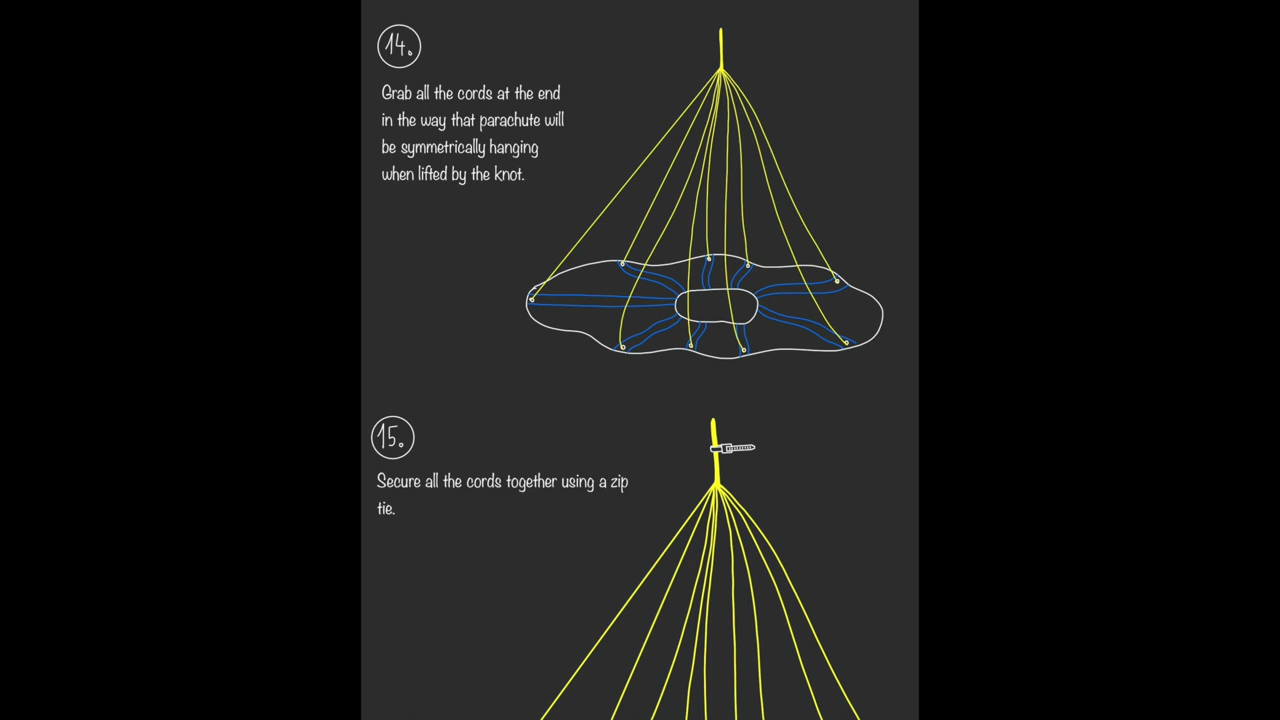 14.
Grab all the cords at the end
in the way that parachute will
be symmetrically hanging
when lifted by the knot.
15.
Secure all the cords together using a zip
tie.